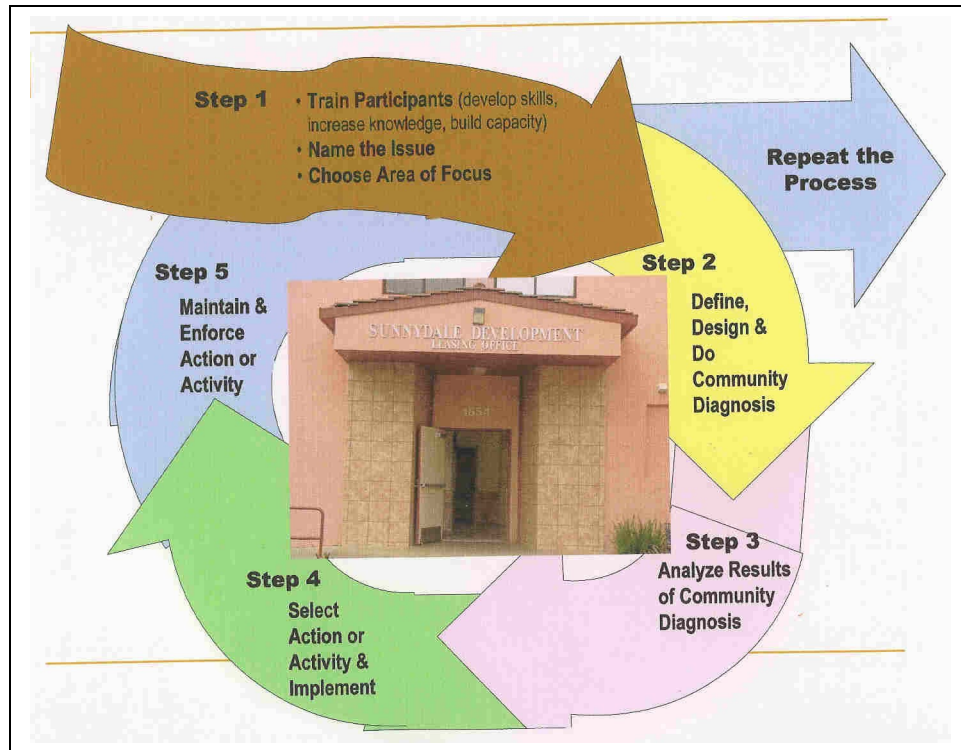 Step 1
• Train Participants (develop skills,
increase knowledge, build capacity)
• Name the Issue
• Choose Area of Focus
Repeat the
Process
Step 2
Define,
Design &
Do
Community
Diagnosis
Step 3
Analyze Results
of Community
Diagnosis
Step 4
Select
Action or
Activity &
Implement
Step 5
Maintain &
Enforce
Action or
Activity
SUNNYDALE DEVELOPMENT
LEASING OFFICE
1654